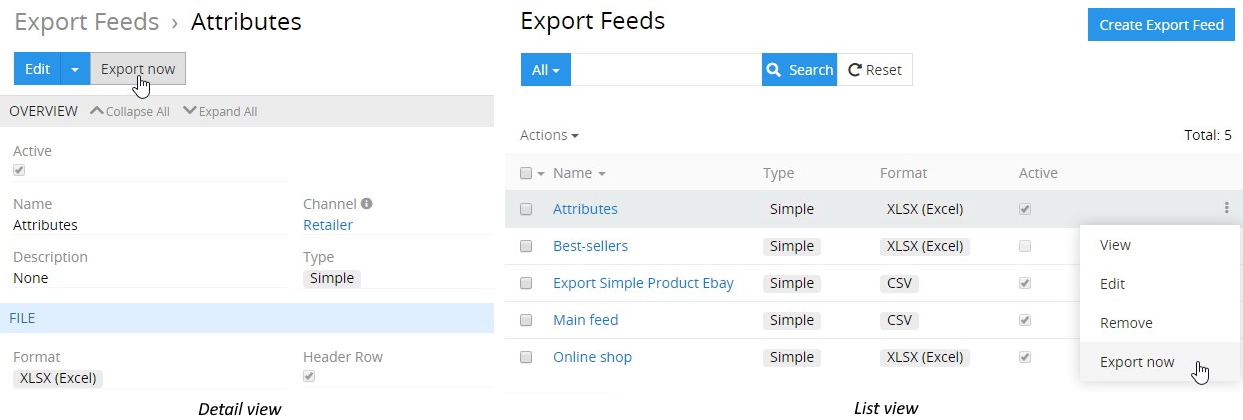 Export Feeds › Attributes
Edit Export now
OVERVIEW Collapse All Expand All
Active
Name Channel
Attributes Retailer
Description Type
None Simple
FILE
Format Header Row
XLSX (Excel)
Detail view
Export Feeds
Create Export Feed
All Search Reset
Actions Total: 5
Name Type Format Active
Attributes Simple XLSX (Excel)
Best-sellers Simple XLSX (Excel)
Export Simple Product Ebay Simple CSV
Main feed Simple CSV
Online shop Simple XLSX (Excel)
View
Edit
Remove
Export now
List view